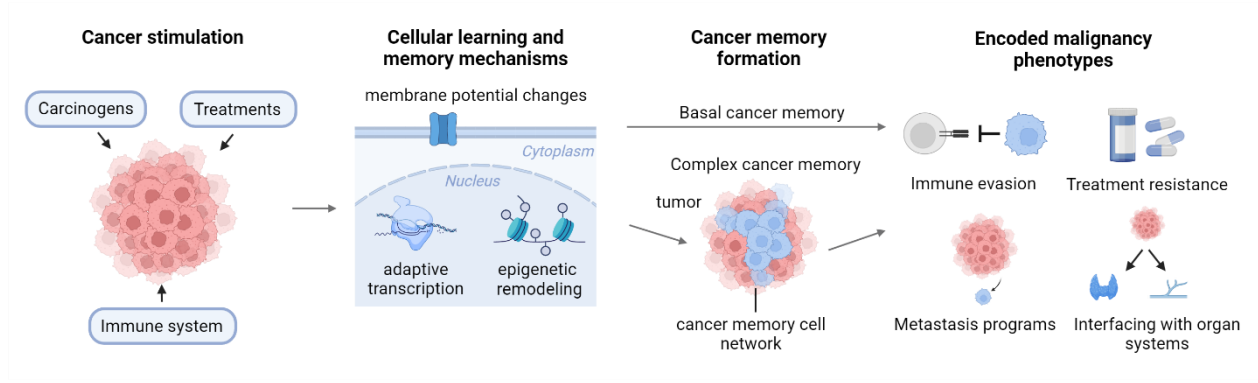 Cancer stimulation
Carcinogens
Treatments
Immune system
Cellular learning and
memory mechanisms
membrane potential changes
Cytoplasm
Nucleus
adaptive
transcription
epigenetic
remodeling
Cancer memory
formation
Basal cancer memory
Complex cancer memory
tumor
cancer memory cell
network
Encoded malignancy
phenotypes
Immune evasion
Treatment resistance
Metastasis programs
Interfacing with organ
systems